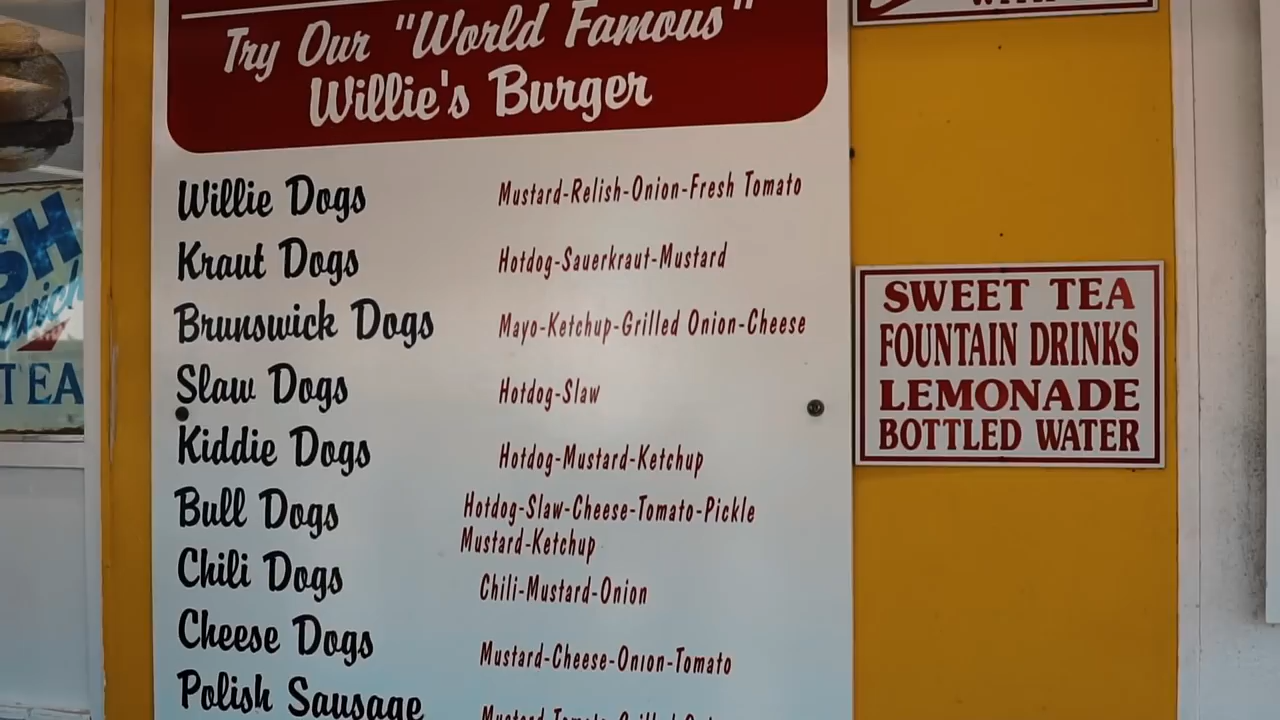 Try Our "World Famous"
Willie's Burger
Willie Dogs Mustard-Relish-Onion-Fresh Tomato
Kraut Dogs Hotdog-Sauerkraut-Mustard
Brunswick Dogs Mayo-Ketchup-Grilled Onion-Cheese
Slaw Dogs Hotdog-Slaw
Kiddie Dogs Hotdog-Mustard-Ketchup
Bull Dogs Hotdog-Slaw-Cheese-Tomato-Pickle
Mustard-Ketchup
Chili Dogs Chili-Mustard-Onion
Cheese Dogs Mustard-Cheese-Onion-Tomato
Polish Sausage
SWEET TEA
FOUNTAIN DRINKS
LEMONADE
BOTTLED WATER
TEA